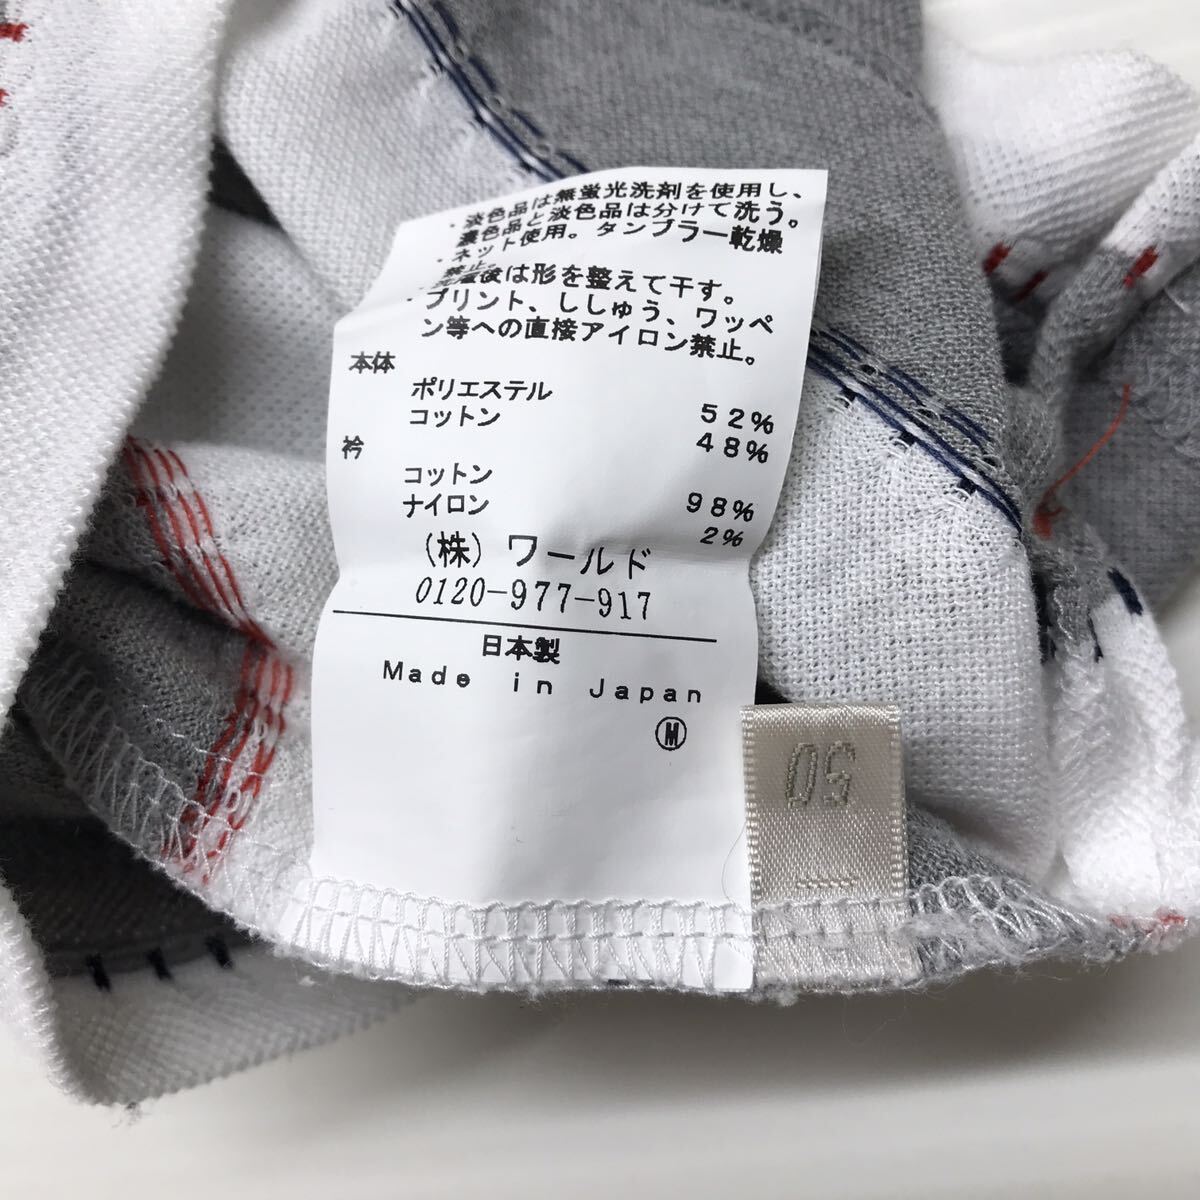 ・淡色品は無蛍光洗剤を使用し、
濃色品と淡色品は分けて洗う。
・ネット使用。タンブラー乾燥
禁止。
・洗濯後は形を整えて干す。
・プリント、ししゅう、ワッペ
ン等への直接アイロン禁止。
本体
ポリエステル 52%
コットン 48%
衿
コットン 98%
ナイロン 2%
(株)ワールド
0120-977-917
日本製
Made in Japan
Ⓜ
50